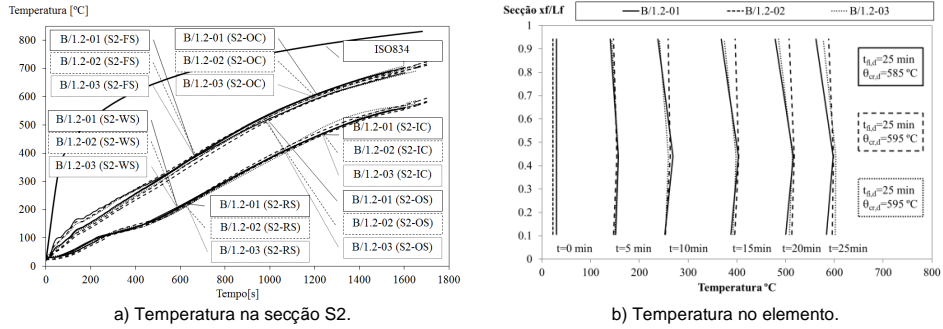 Temperatura [ºC]
800
700
600
500
400
300
200
100
0
0 200 400 600 800 1000 1200 1400 1600 1800
Tempo[s]
B/1.2-01 (S2-FS)
B/1.2-02 (S2-FS)
B/1.2-03 (S2-FS)
B/1.2-01 (S2-WS)
B/1.2-02 (S2-WS)
B/1.2-03 (S2-WS)
B/1.2-01 (S2-OC)
B/1.2-02 (S2-OC)
B/1.2-03 (S2-OC)
ISO834
B/1.2-01 (S2-IC)
B/1.2-02 (S2-IC)
B/1.2-03 (S2-IC)
B/1.2-01 (S2-OS)
B/1.2-02 (S2-OS)
B/1.2-03 (S2-OS)
B/1.2-01 (S2-RS)
B/1.2-02 (S2-RS)
B/1.2-03 (S2-RS)
a) Temperatura na secção S2.
Secção xf/Lf
B/1.2-01 B/1.2-02 B/1.2-03
1
0.9
0.8
0.7
0.6
0.5
0.4
0.3
0.2
0.1
0
t_fi,d=25 min
θ_cr,d=585 ºC
t_fi,d=25 min
θ_cr,d=595 ºC
t_fi,d=25 min
θ_cr,d=595 ºC
t=0 min t=5 min t=10min t=15min t=20min t=25min
0 100 200 300 400 500 600 700 800
Temperatura ºC
b) Temperatura no elemento.